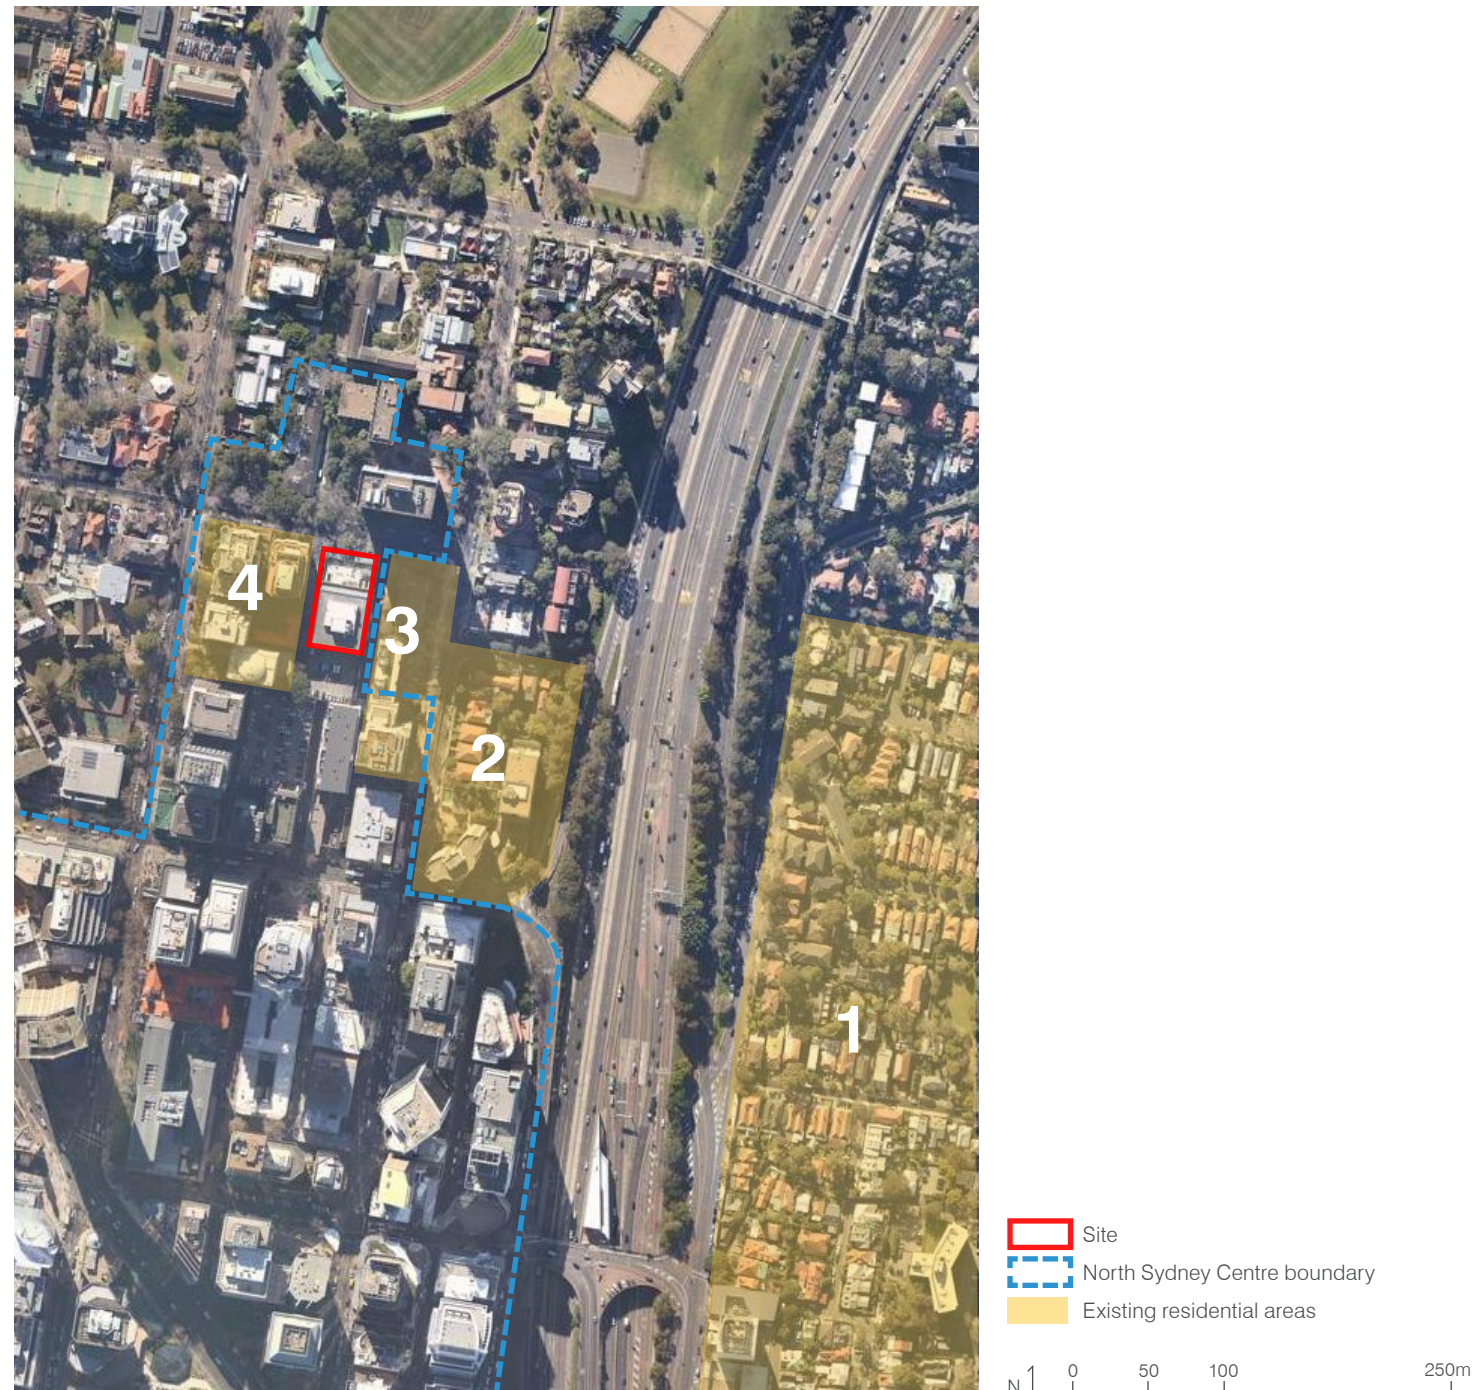 4
3
2
1
Site
North Sydney Centre boundary
Existing residential areas
N 0 50 100 250m